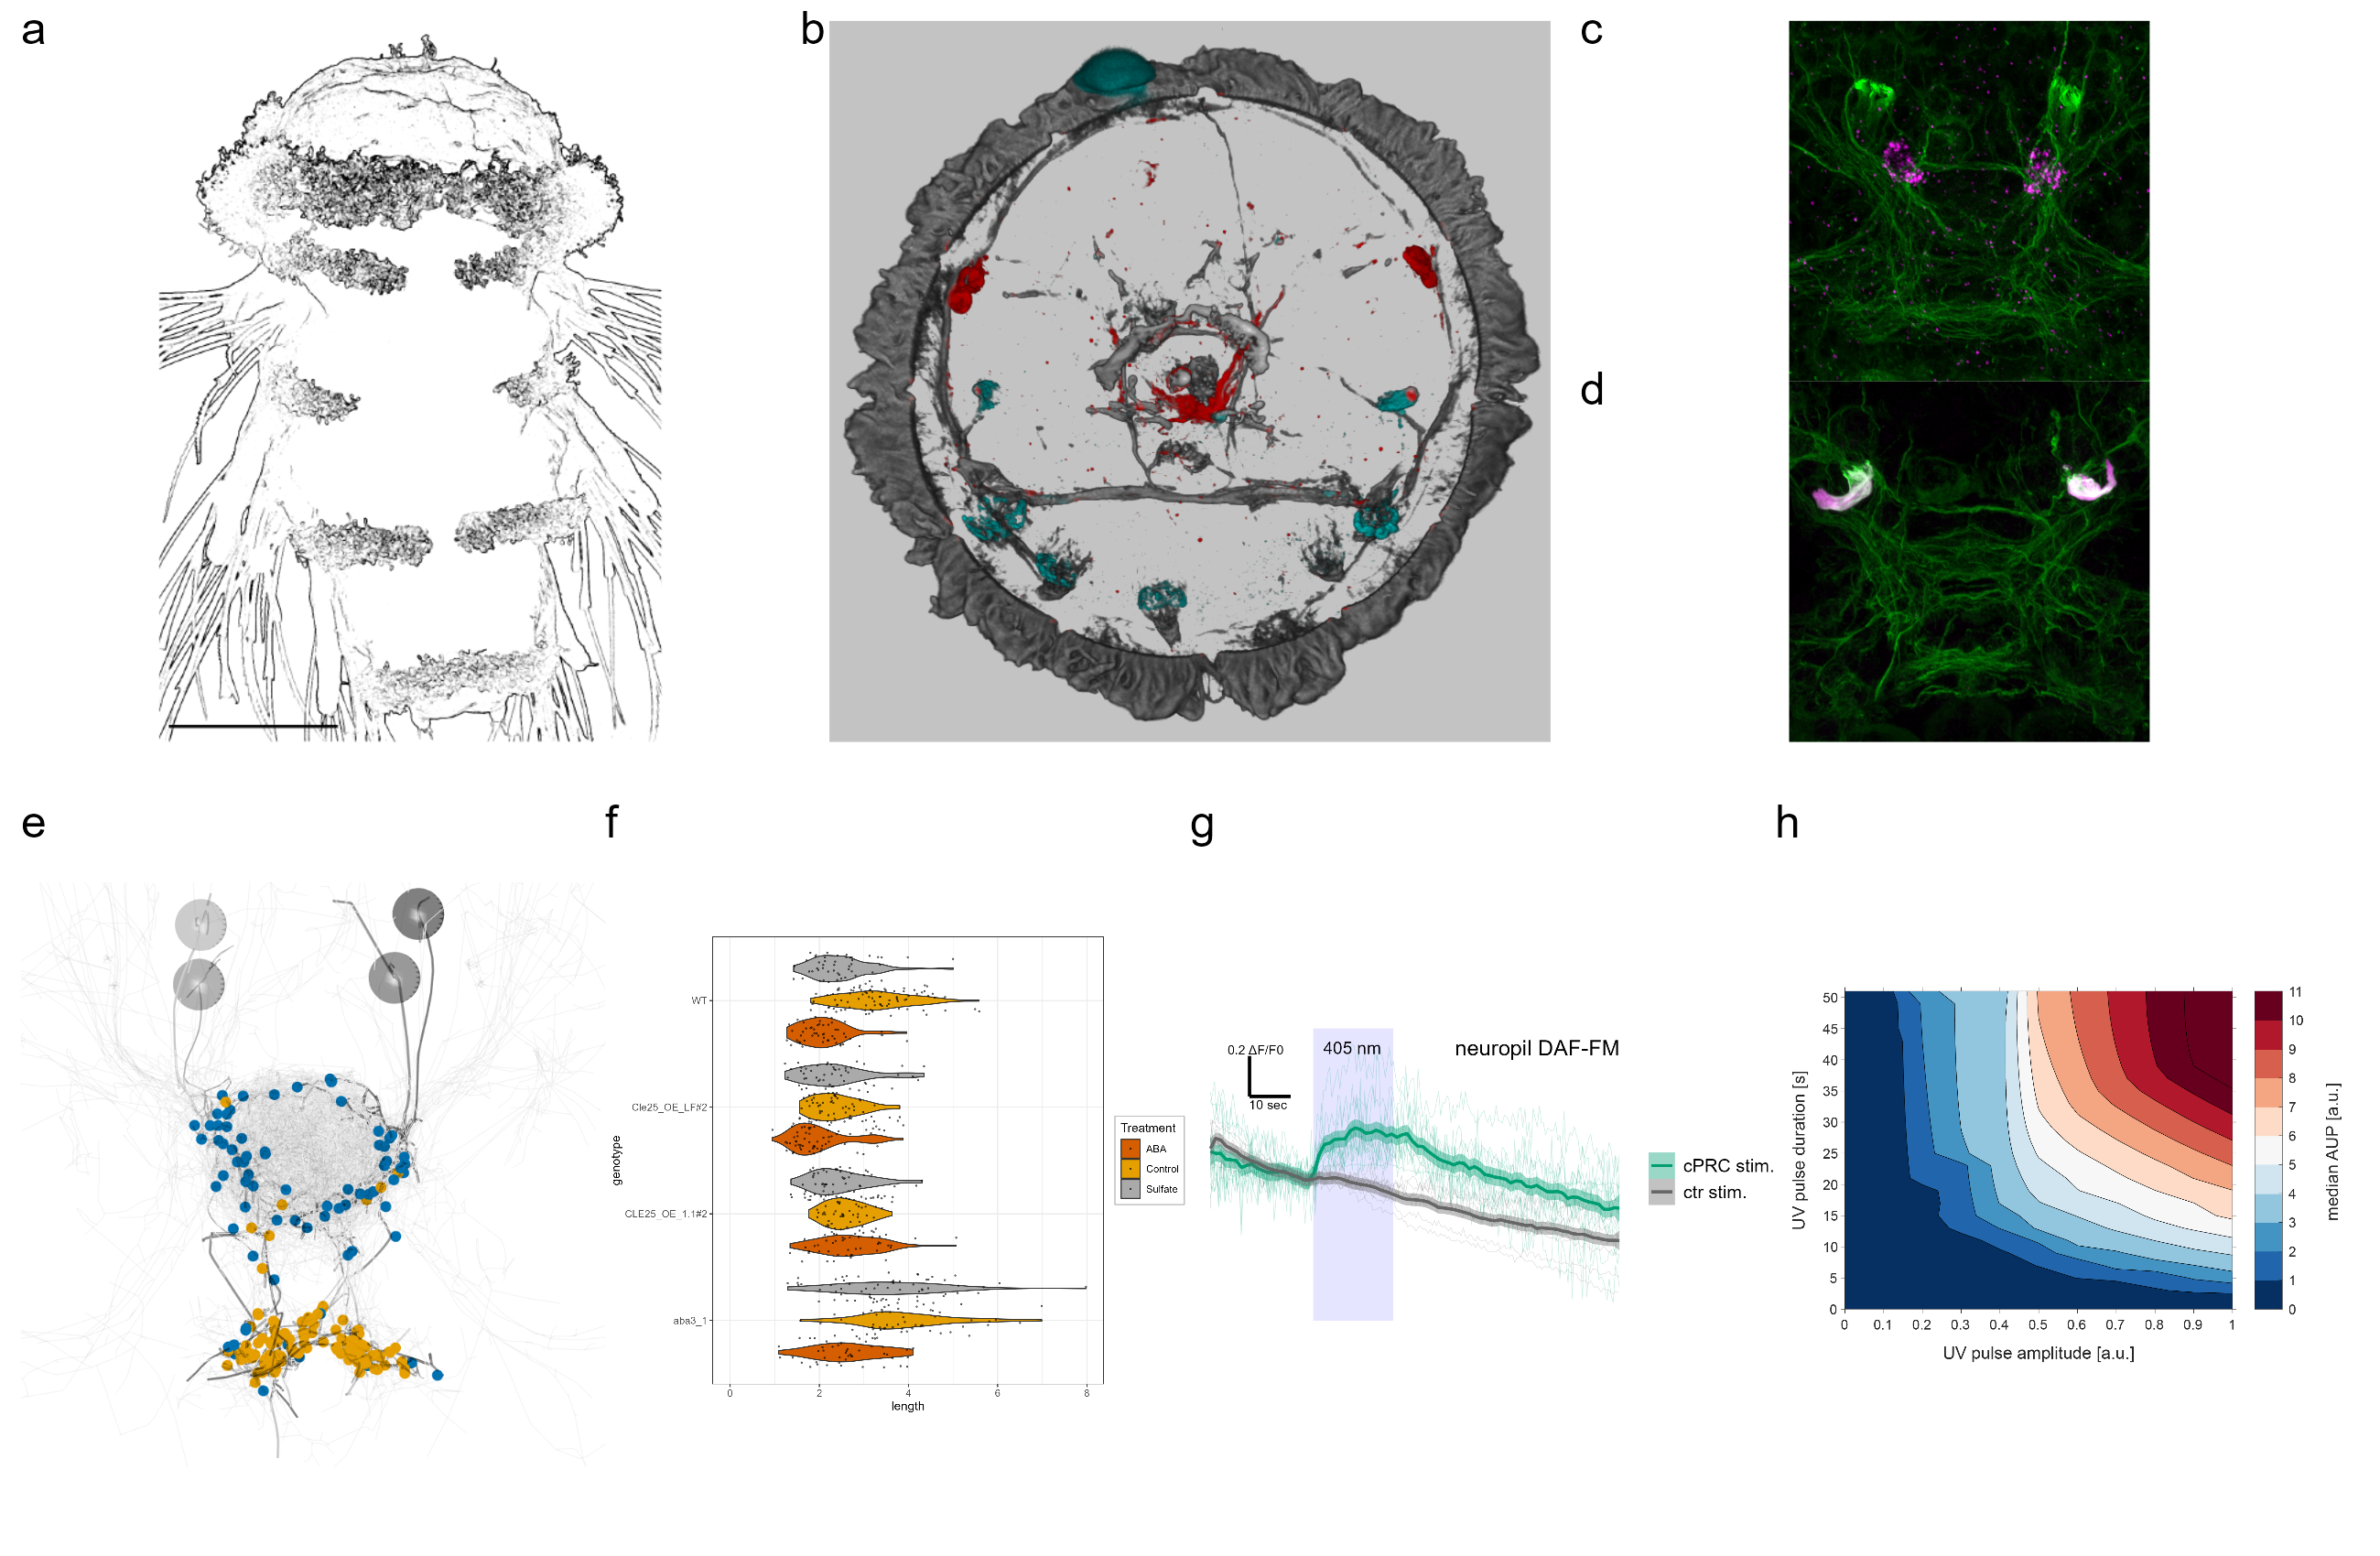 a
b
c
d
e
f
g
h
WT
Cle25_OE_LF#2
CLE25_OE_1.1#2
aba3_1
genotype
0
2
4
6
8
length
Treatment
ABA
Control
Sulfate
0.2 ΔF/F0
10 sec
405 nm
neuropil DAF-FM
cPRC stim.
ctr stim.
UV pulse duration [s]
50
45
40
35
30
25
20
15
10
5
0
0 0.1 0.2 0.3 0.4 0.5 0.6 0.7 0.8 0.9 1
UV pulse amplitude [a.u.]
11
10
9
8
7
6
5
4
3
2
1
0
median AUP [a.u.]